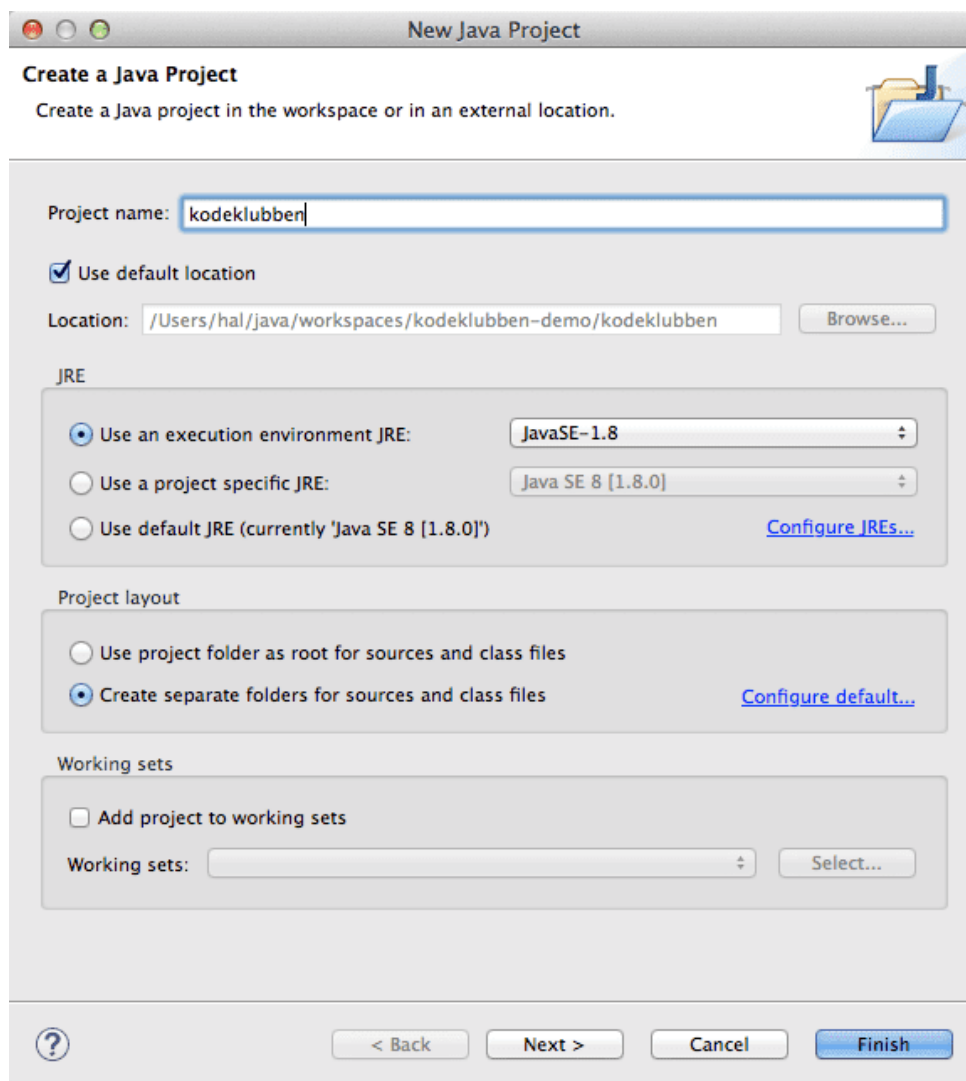 New Java Project
Create a Java Project
Create a Java project in the workspace or in an external location.
Project name: kodeklubben
Use default location
Location: /Users/hal/java/workspaces/kodeklubben-demo/kodeklubben Browse...
JRE
Use an execution environment JRE: JavaSE-1.8
Use a project specific JRE: Java SE 8 [1.8.0]
Use default JRE (currently 'Java SE 8 [1.8.0]') Configure JREs...
Project layout
Use project folder as root for sources and class files
Create separate folders for sources and class files Configure default...
Working sets
Add project to working sets
Working sets: Select...
? < Back Next > Cancel Finish